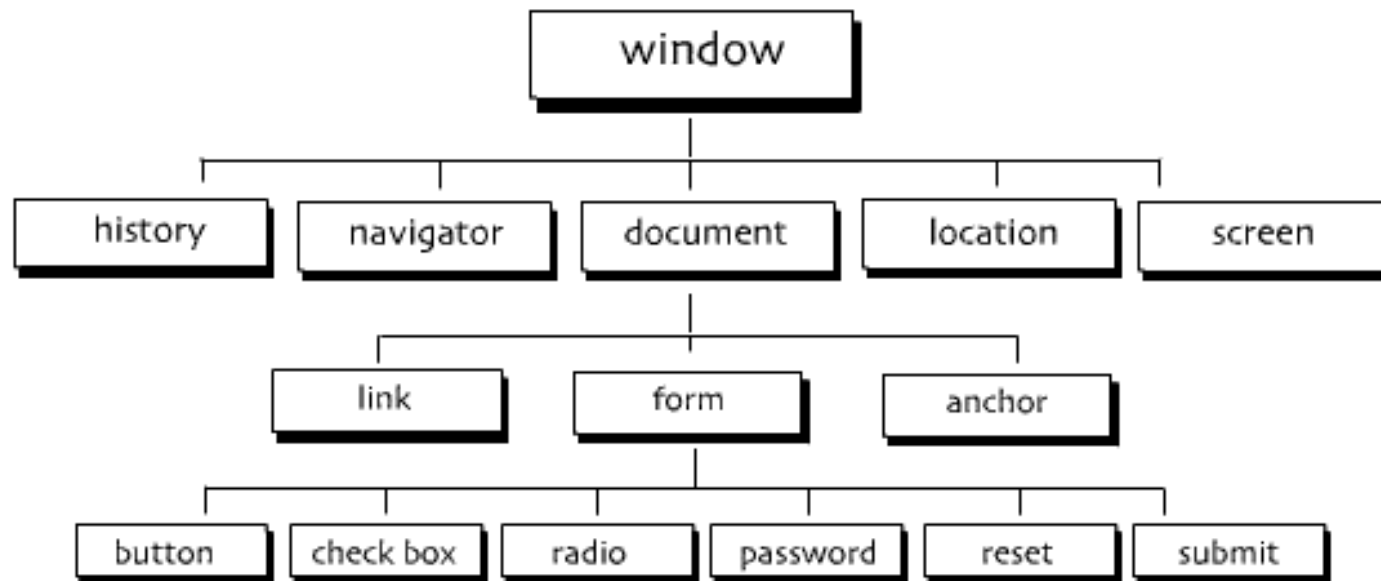 window
history navigator document location screen
link form anchor
button check box radio password reset submit